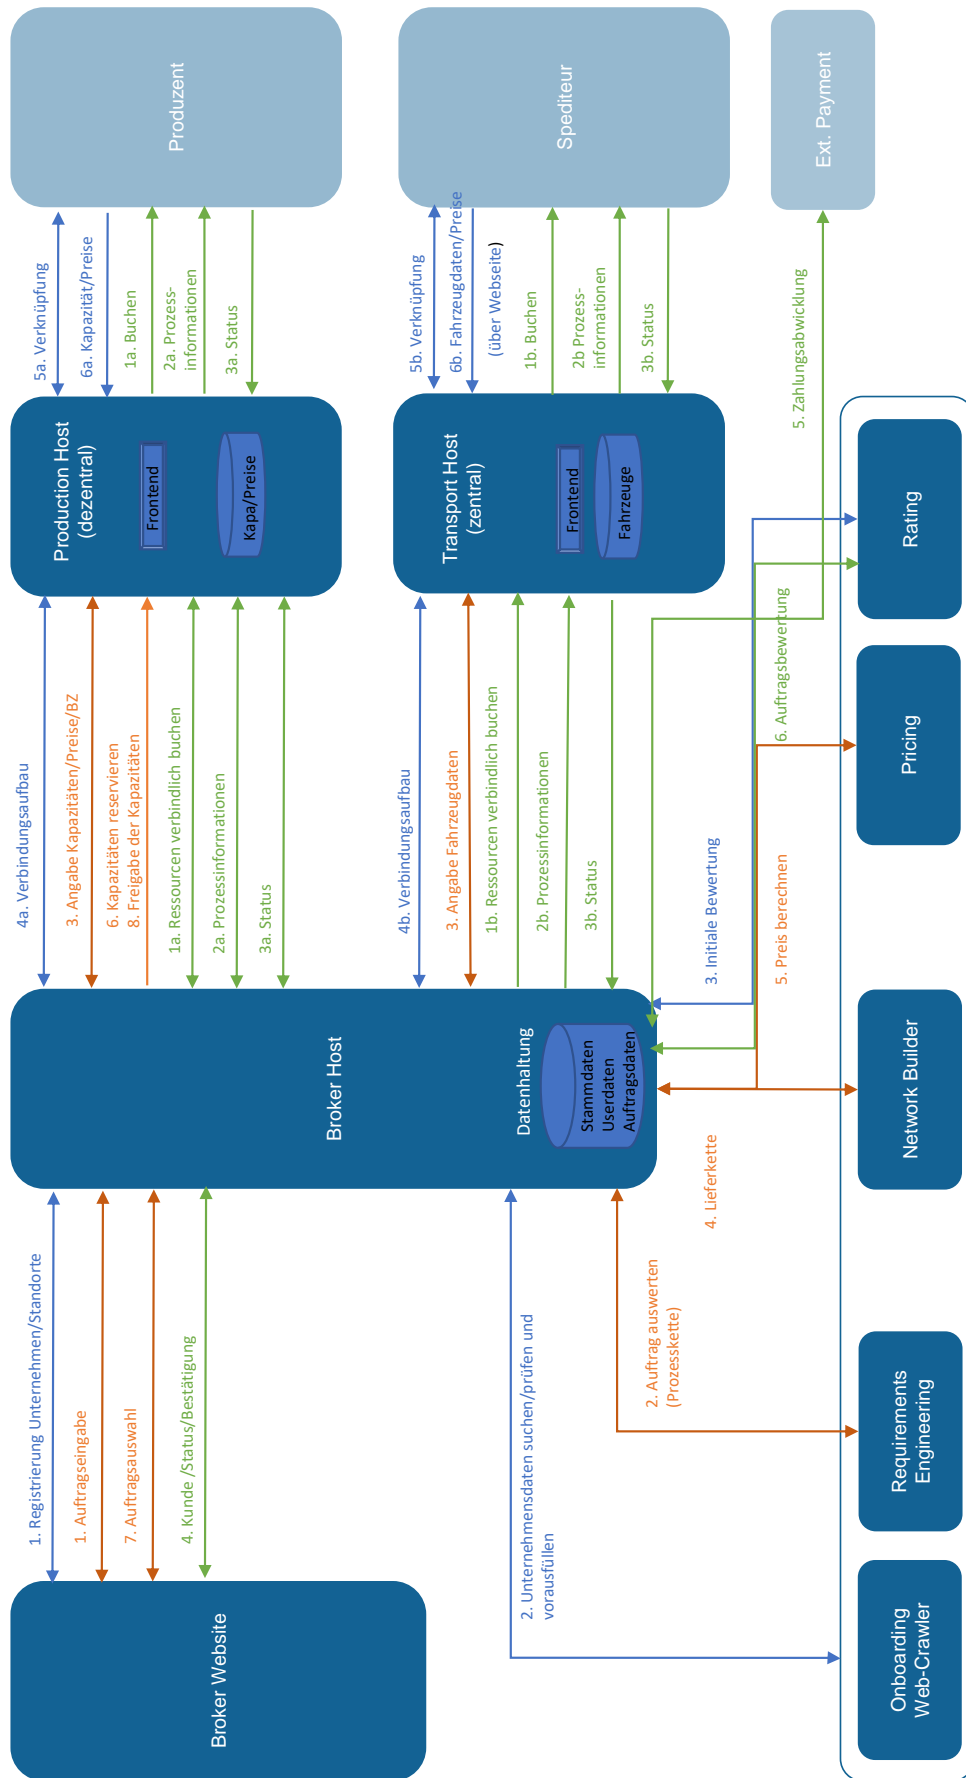 Broker Website
1. Registrierung Unternehmen/Standorte
1. Auftragseingabe
7. Auftragsauswahl
4. Kunde /Status/Bestätigung
Broker Host
Datenhaltung
Stammdaten
Userdaten
Auftragsdaten
4a. Verbindungsaufbau
3. Angabe Kapazitäten/Preise/BZ
6. Kapazitäten reservieren
8. Freigabe der Kapazitäten
1a. Ressourcen verbindlich buchen
2a. Prozessinformationen
3a. Status
Production Host
(dezentral)
Frontend
Kapa/Preise
5a. Verknüpfung
6a. Kapazität/Preise
1a. Buchen
2a. Prozess-
informationen
3a. Status
Produzent
4b. Verbindungsaufbau
3. Angabe Fahrzeugdaten
1b. Ressourcen verbindlich buchen
2b. Prozessinformationen
3b. Status
Transport Host
(zentral)
Frontend
Fahrzeuge
5b. Verknüpfung
6b. Fahrzeugdaten/Preise
(über Webseite)
1b. Buchen
2b Prozess-
informationen
3b. Status
Spediteur
2. Unternehmensdaten suchen/prüfen und
vorausfüllen
2. Auftrag auswerten
(Prozesskette)
4. Lieferkette
3. Initiale Bewertung
5. Preis berechnen
6. Auftragsbewertung
5. Zahlungsabwicklung
Ext. Payment
Onboarding
Web-Crawler
Requirements
Engineering
Network Builder
Pricing
Rating